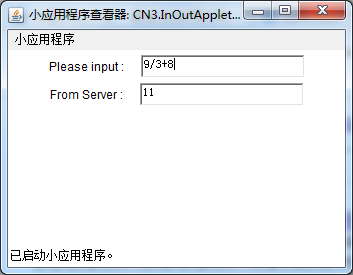 小应用程序查看器: CN3.InOutApplet...
小应用程序
Please input :
9/3+8
From Server :
11
已启动小应用程序。